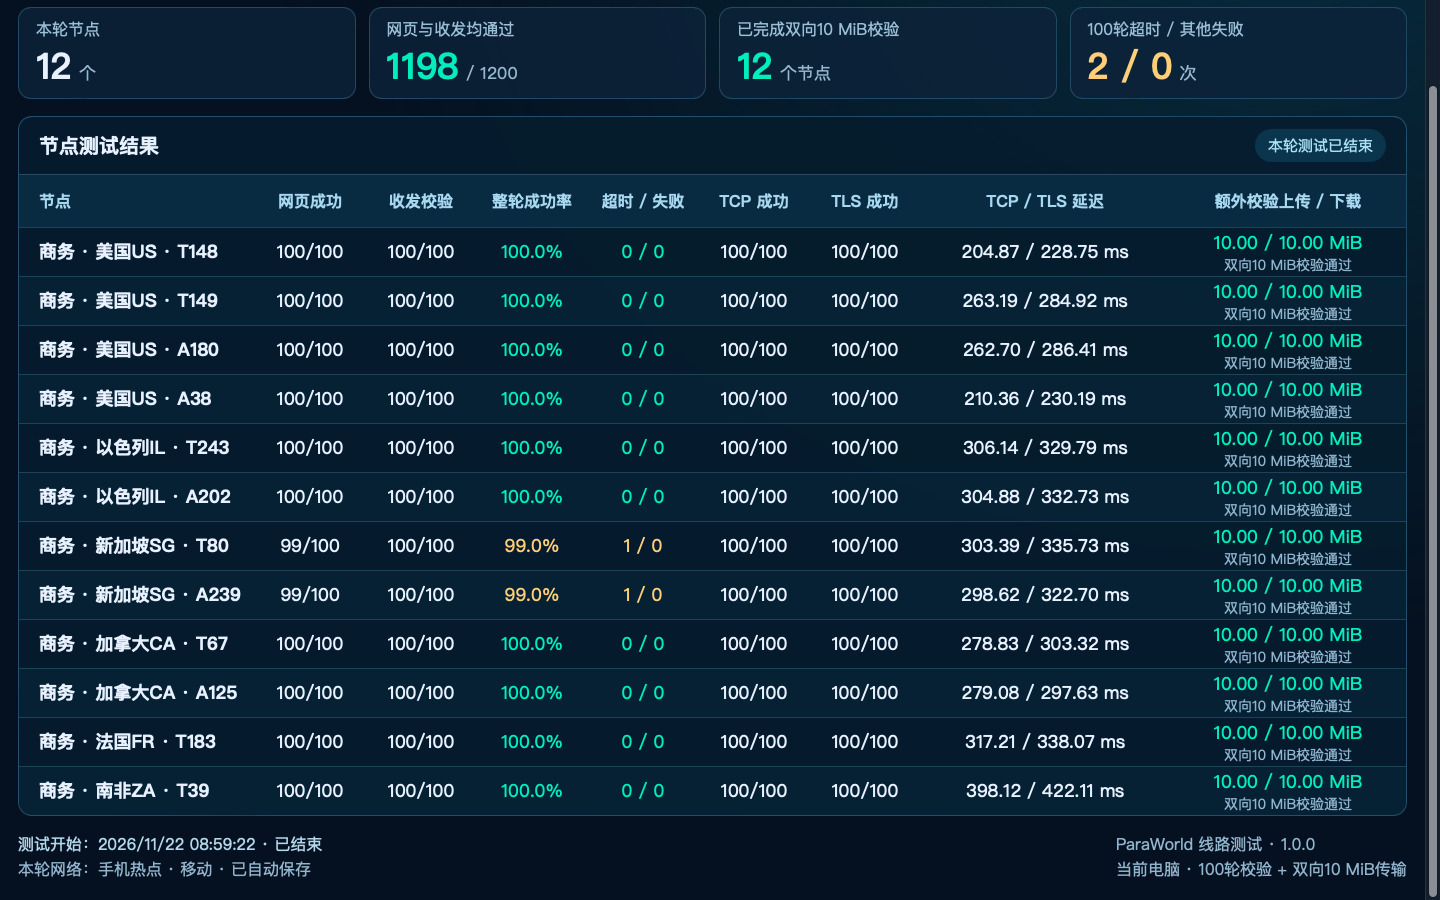 本轮节点
12 个
网页与收发均通过
1198 / 1200
已完成双向10 MiB校验
12 个节点
100轮超时 / 其他失败
2 / 0 次
节点测试结果
本轮测试已结束
节点 网页成功 收发校验 整轮成功率 超时 / 失败 TCP 成功 TLS 成功 TCP / TLS 延迟 额外校验上传 / 下载
商务 · 美国US · T148 100/100 100/100 100.0% 0 / 0 100/100 100/100 204.87 / 228.75 ms 10.00 / 10.00 MiB
双向10 MiB校验通过
商务 · 美国US · T149 100/100 100/100 100.0% 0 / 0 100/100 100/100 263.19 / 284.92 ms 10.00 / 10.00 MiB
双向10 MiB校验通过
商务 · 美国US · A180 100/100 100/100 100.0% 0 / 0 100/100 100/100 262.70 / 286.41 ms 10.00 / 10.00 MiB
双向10 MiB校验通过
商务 · 美国US · A38 100/100 100/100 100.0% 0 / 0 100/100 100/100 210.36 / 230.19 ms 10.00 / 10.00 MiB
双向10 MiB校验通过
商务 · 以色列IL · T243 100/100 100/100 100.0% 0 / 0 100/100 100/100 306.14 / 329.79 ms 10.00 / 10.00 MiB
双向10 MiB校验通过
商务 · 以色列IL · A202 100/100 100/100 100.0% 0 / 0 100/100 100/100 304.88 / 332.73 ms 10.00 / 10.00 MiB
双向10 MiB校验通过
商务 · 新加坡SG · T80 99/100 100/100 99.0% 1 / 0 100/100 100/100 303.39 / 335.73 ms 10.00 / 10.00 MiB
双向10 MiB校验通过
商务 · 新加坡SG · A239 99/100 100/100 99.0% 1 / 0 100/100 100/100 298.62 / 322.70 ms 10.00 / 10.00 MiB
双向10 MiB校验通过
商务 · 加拿大CA · T67 100/100 100/100 100.0% 0 / 0 100/100 100/100 278.83 / 303.32 ms 10.00 / 10.00 MiB
双向10 MiB校验通过
商务 · 加拿大CA · A125 100/100 100/100 100.0% 0 / 0 100/100 100/100 279.08 / 297.63 ms 10.00 / 10.00 MiB
双向10 MiB校验通过
商务 · 法国FR · T183 100/100 100/100 100.0% 0 / 0 100/100 100/100 317.21 / 338.07 ms 10.00 / 10.00 MiB
双向10 MiB校验通过
商务 · 南非ZA · T39 100/100 100/100 100.0% 0 / 0 100/100 100/100 398.12 / 422.11 ms 10.00 / 10.00 MiB
双向10 MiB校验通过
测试开始：2026/11/22 08:59:22 · 已结束
本轮网络：手机热点 · 移动 · 已自动保存
ParaWorld 线路测试 · 1.0.0
当前电脑 · 100轮校验 + 双向10 MiB传输